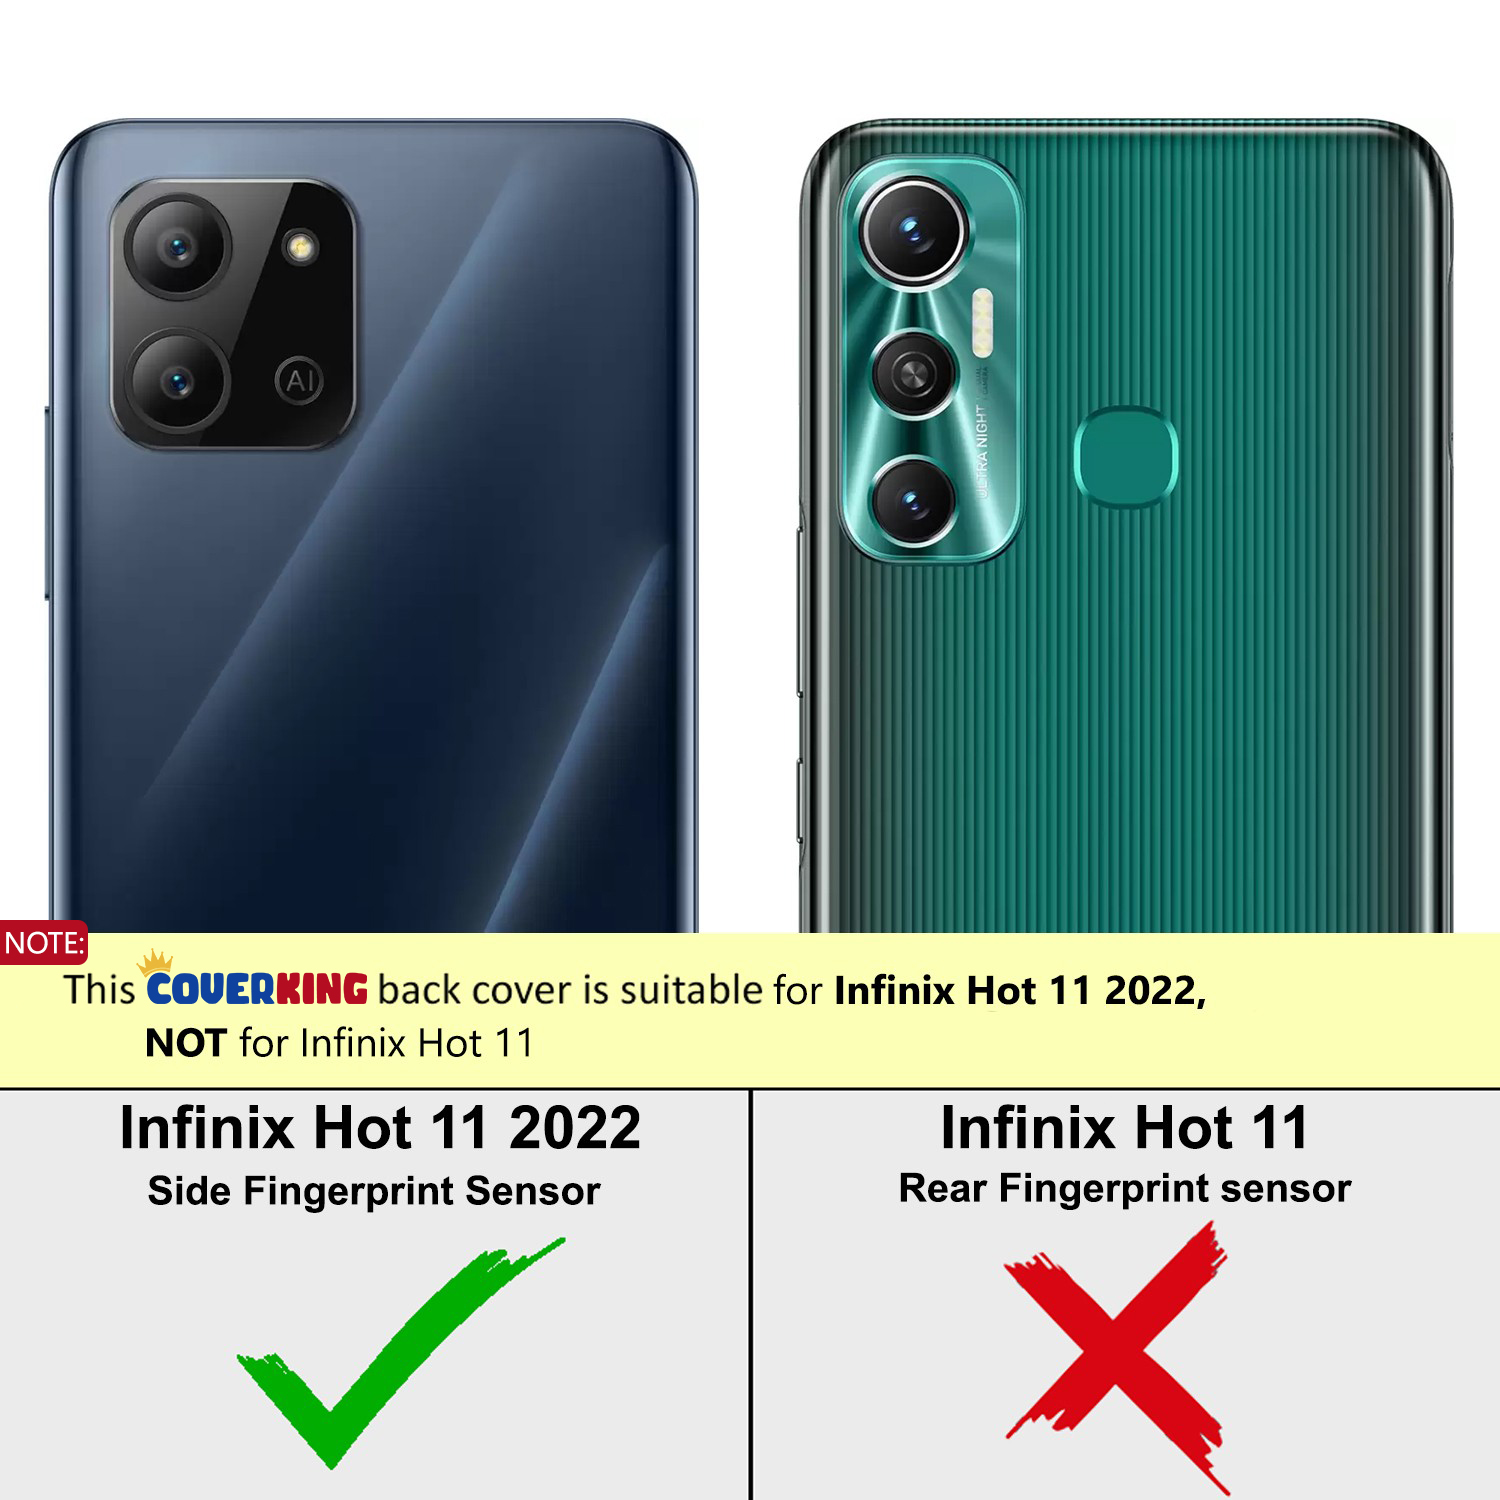 AI
ULTRA NIGHT
NOTE:
This COVERKING back cover is suitable for Infinix Hot 11 2022,
NOT for Infinix Hot 11
Infinix Hot 11 2022
Side Fingerprint Sensor
Infinix Hot 11
Rear Fingerprint sensor